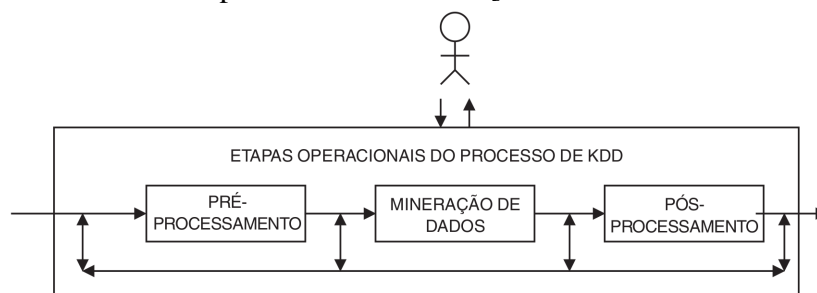 ETAPAS OPERACIONAIS DO PROCESSO DE KDD
PRÉ-
PROCESSAMENTO
MINERAÇÃO DE
DADOS
PÓS-
PROCESSAMENTO